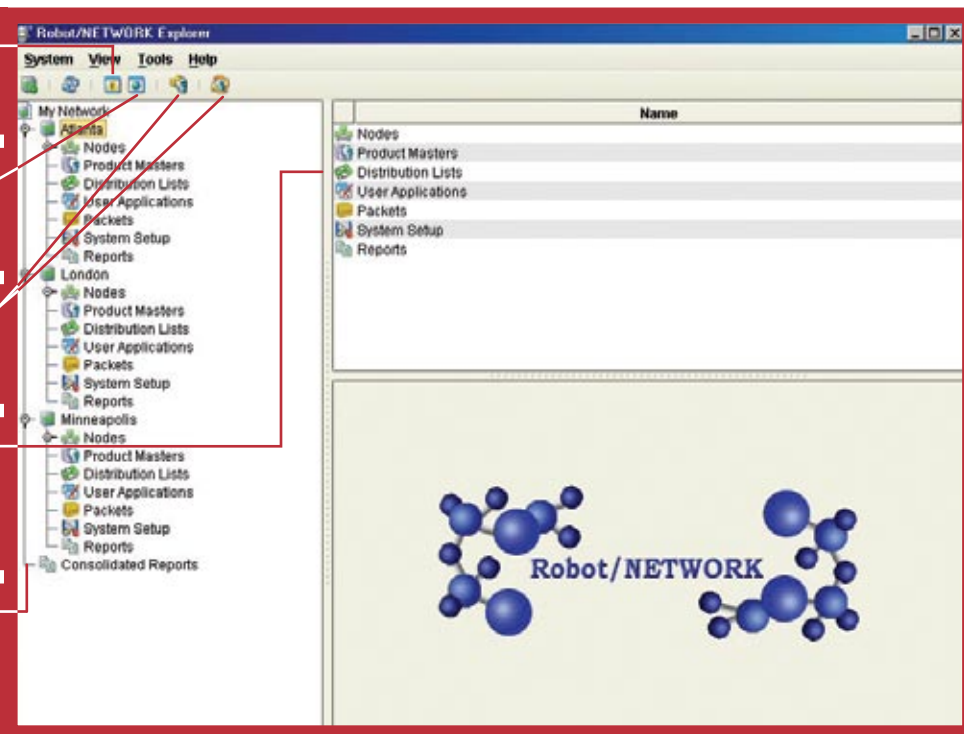 Robot/NETWORK Explorer
System View Tools Help
My Network
Atlanta
Nodes
Product Masters
Distribution Lists
User Applications
Packets
System Setup
Reports
London
Nodes
Product Masters
Distribution Lists
User Applications
Packets
System Setup
Reports
Minneapolis
Nodes
Product Masters
Distribution Lists
User Applications
Packets
System Setup
Reports
Consolidated Reports
Name
Nodes
Product Masters
Distribution Lists
User Applications
Packets
System Setup
Reports
Robot/NETWORK